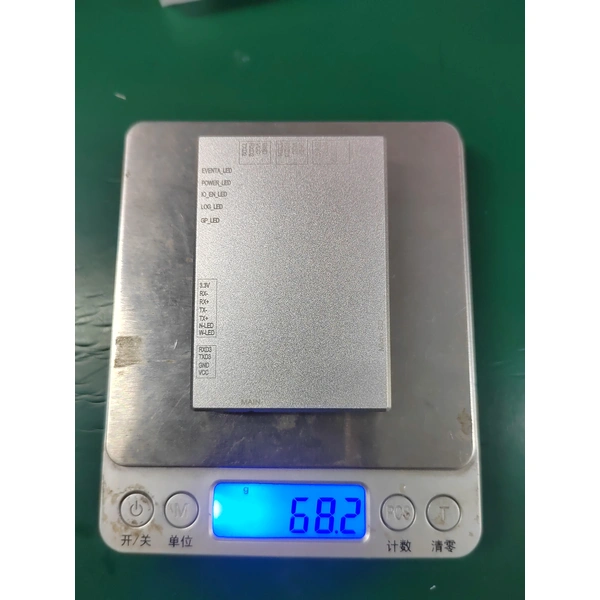 EVENTA_LED
POWER_LED
IO_EN_LED
LOG_LED
GP_LED
3.3V
RX-
RX+
TX-
TX+
N-LED
W-LED
RXD3
TXD3
GND
VCC
MAIN
g
68.2
PCS
T
开/关
单位
计数
清零